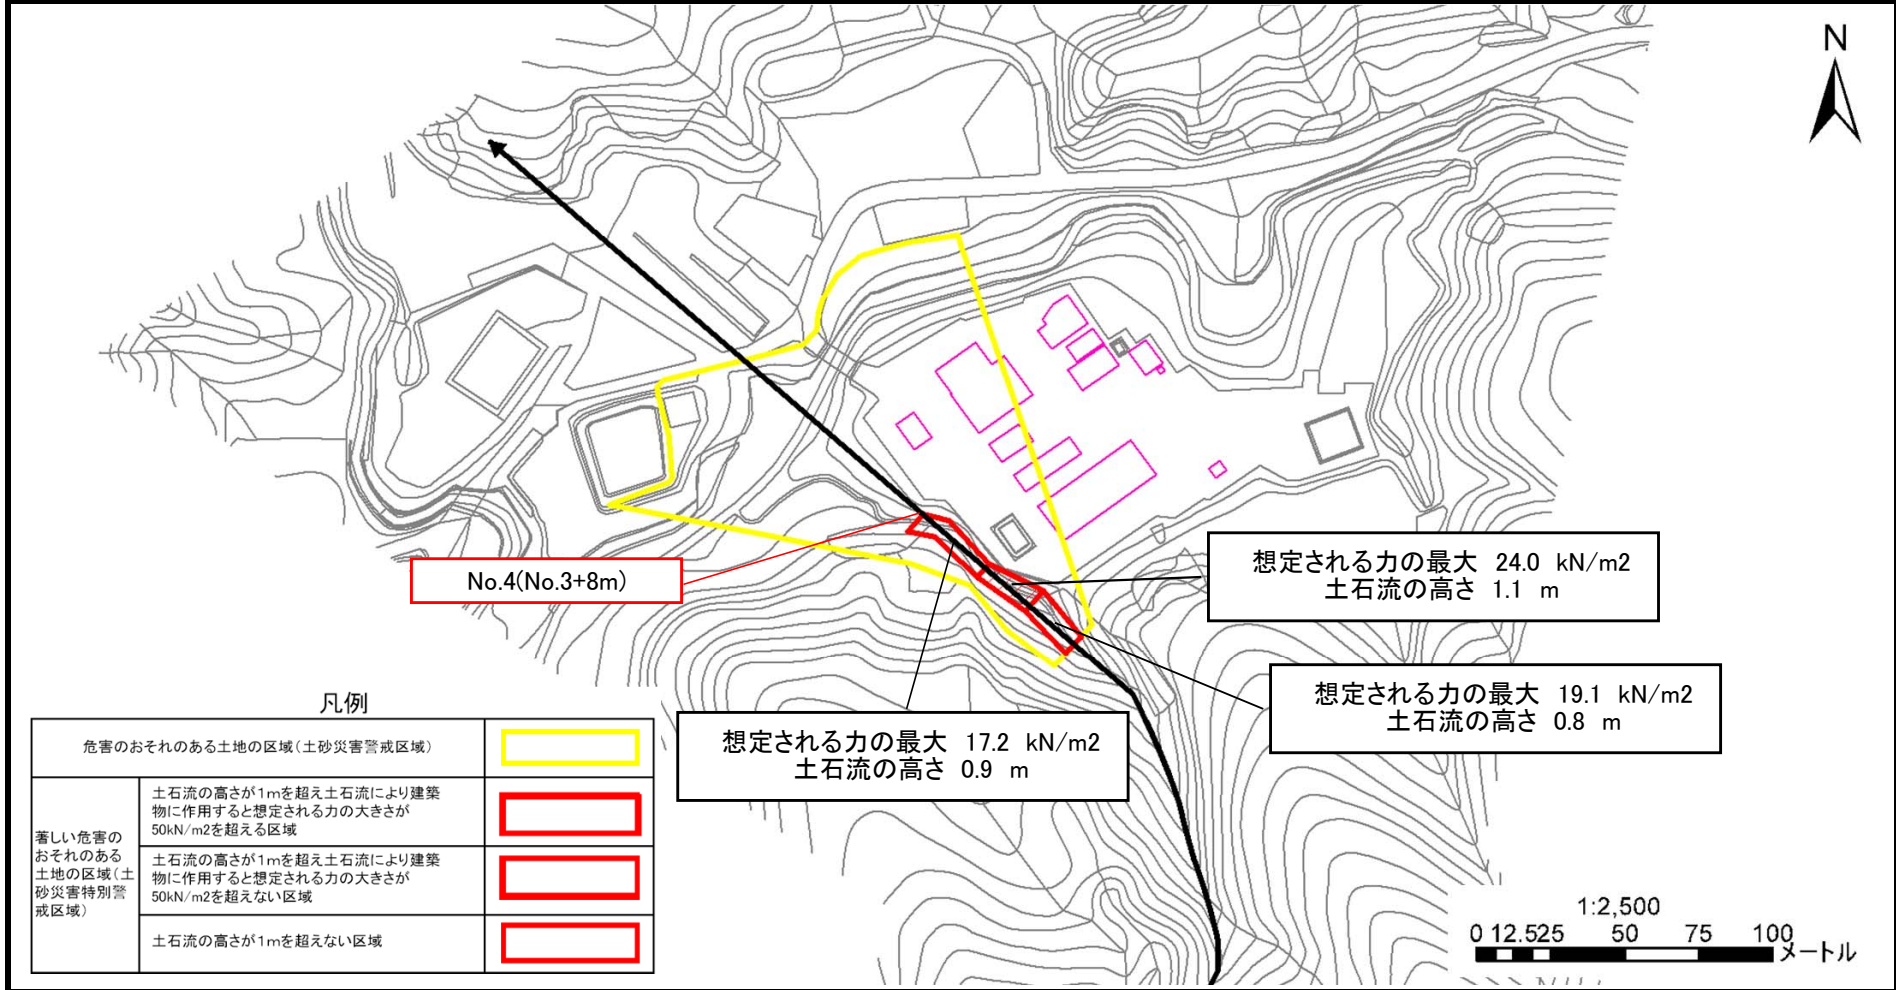 N
No.4(No.3+8m)
想定される力の最大 24.0 kN/m2
土石流の高さ 1.1 m
想定される力の最大 19.1 kN/m2
土石流の高さ 0.8 m
想定される力の最大 17.2 kN/m2
土石流の高さ 0.9 m
凡例
危害のおそれのある土地の区域(土砂災害警戒区域)
著しい危害の
おそれのある
土地の区域(土
砂災害特別警
戒区域)
土石流の高さが1mを超え土石流により建築
物に作用すると想定される力の大きさが
50kN/m2を超える区域
土石流の高さが1mを超え土石流により建築
物に作用すると想定される力の大きさが
50kN/m2を超えない区域
土石流の高さが1mを超えない区域
1:2,500
0 12.525 50 75 100
メートル